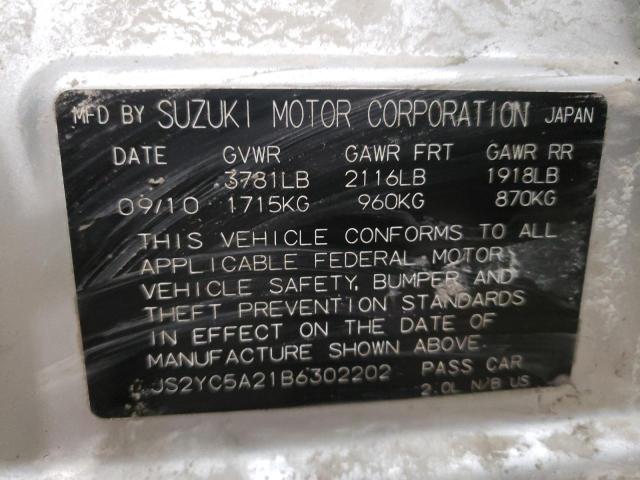 MFD BY SUZUKI MOTOR CORPORATION JAPAN
DATE GVWR GAWR FRT GAWR RR
3781LB 2116LB 1918LB
09/10 1715KG 960KG 870KG
THIS VEHICLE CONFORMS TO ALL
APPLICABLE FEDERAL MOTOR
VEHICLE SAFETY, BUMPER AND
THEFT PREVENTION STANDARDS
IN EFFECT ON THE DATE OF
MANUFACTURE SHOWN ABOVE.
JS2YC5A21B6302202 PASS CAR
2.0L N/B US